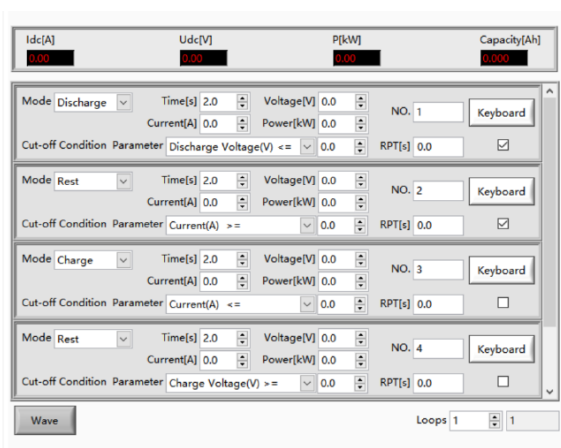 Idc[A] Udc[V] P[kW] Capacity[Ah]
0.00 0.00 0.00 0.000
Mode Discharge Time[s] 2.0 Voltage[V] 0.0 NO. 1 Keyboard
Current[A] 0.0 Power[kW] 0.0
Cut-off Condition Parameter Discharge Voltage(V) <= 0.0 RPT[s] 0.0
Mode Rest Time[s] 2.0 Voltage[V] 0.0 NO. 2 Keyboard
Current[A] 0.0 Power[kW] 0.0
Cut-off Condition Parameter Current(A) >= 0.0 RPT[s] 0.0
Mode Charge Time[s] 2.0 Voltage[V] 0.0 NO. 3 Keyboard
Current[A] 0.0 Power[kW] 0.0
Cut-off Condition Parameter Current(A) <= 0.0 RPT[s] 0.0
Mode Rest Time[s] 2.0 Voltage[V] 0.0 NO. 4 Keyboard
Current[A] 0.0 Power[kW] 0.0
Cut-off Condition Parameter Charge Voltage(V) >= 0.0 RPT[s] 0.0
Wave Loops 1 1